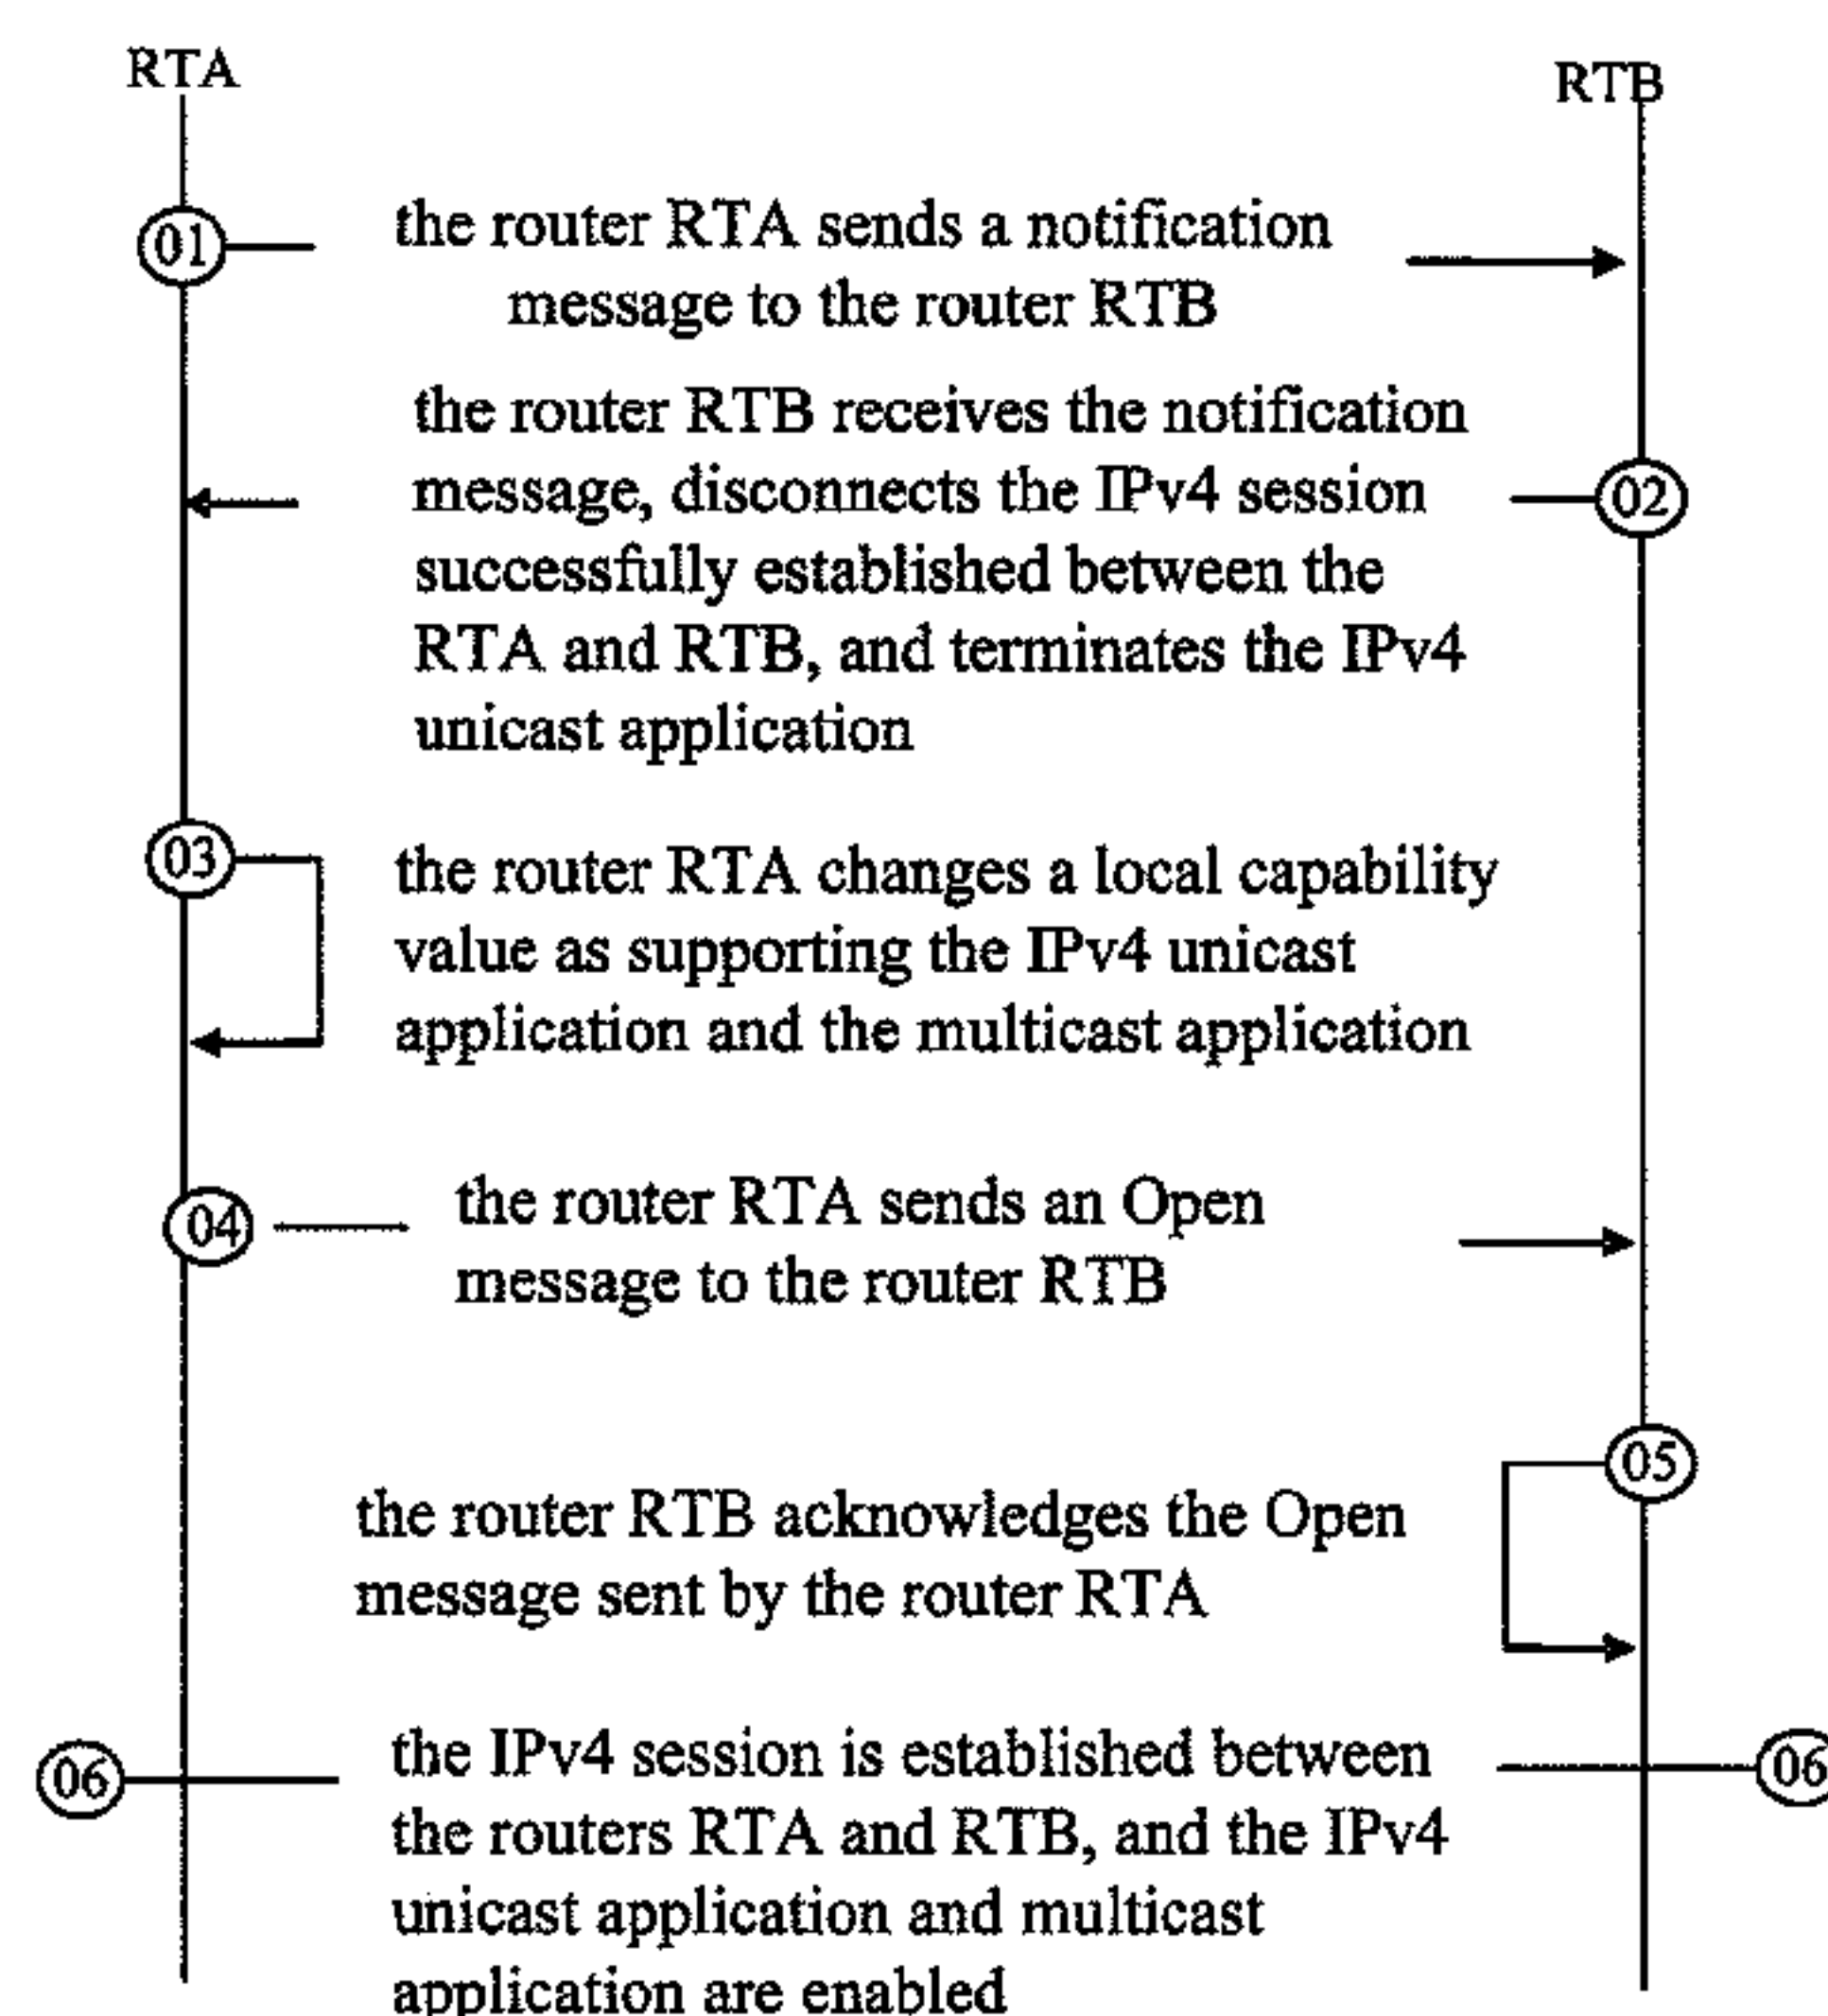 RTA
RTB
01
the router RTA sends a notification
message to the router RTB
the router RTB receives the notification
message, disconnects the IPv4 session
successfully established between the
RTA and RTB, and terminates the IPv4
unicast application
02
03
the router RTA changes a local capability
value as supporting the IPv4 unicast
application and the multicast application
04
the router RTA sends an Open
message to the router RTB
05
the router RTB acknowledges the Open
message sent by the router RTA
06
the IPv4 session is established between
the routers RTA and RTB, and the IPv4
unicast application and multicast
application are enabled
06